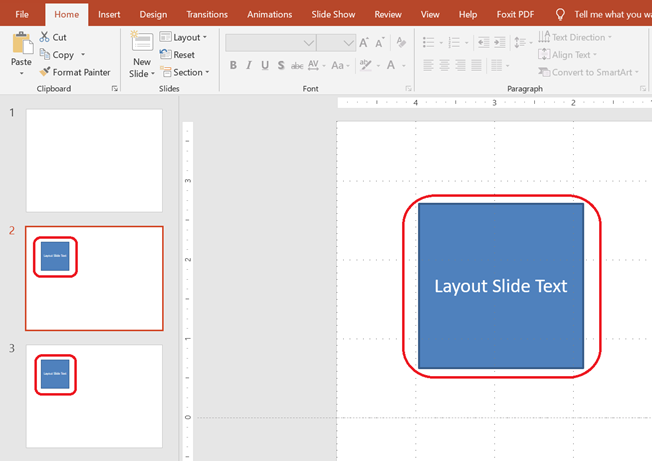 File Home Insert Design Transitions Animations Slide Show Review View Help Foxit PDF Tell me what you wa
Paste
Cut
Copy
Format Painter
Clipboard
New Slide
Layout
Reset
Section
Slides
B I U S abc AV Aa A
Font
Text Direction
Align Text
Convert to SmartArt
Paragraph
4 3 2
1
2
Layout Slide Text
3
Layout Slide Text
3
2
1
0
Layout Slide Text